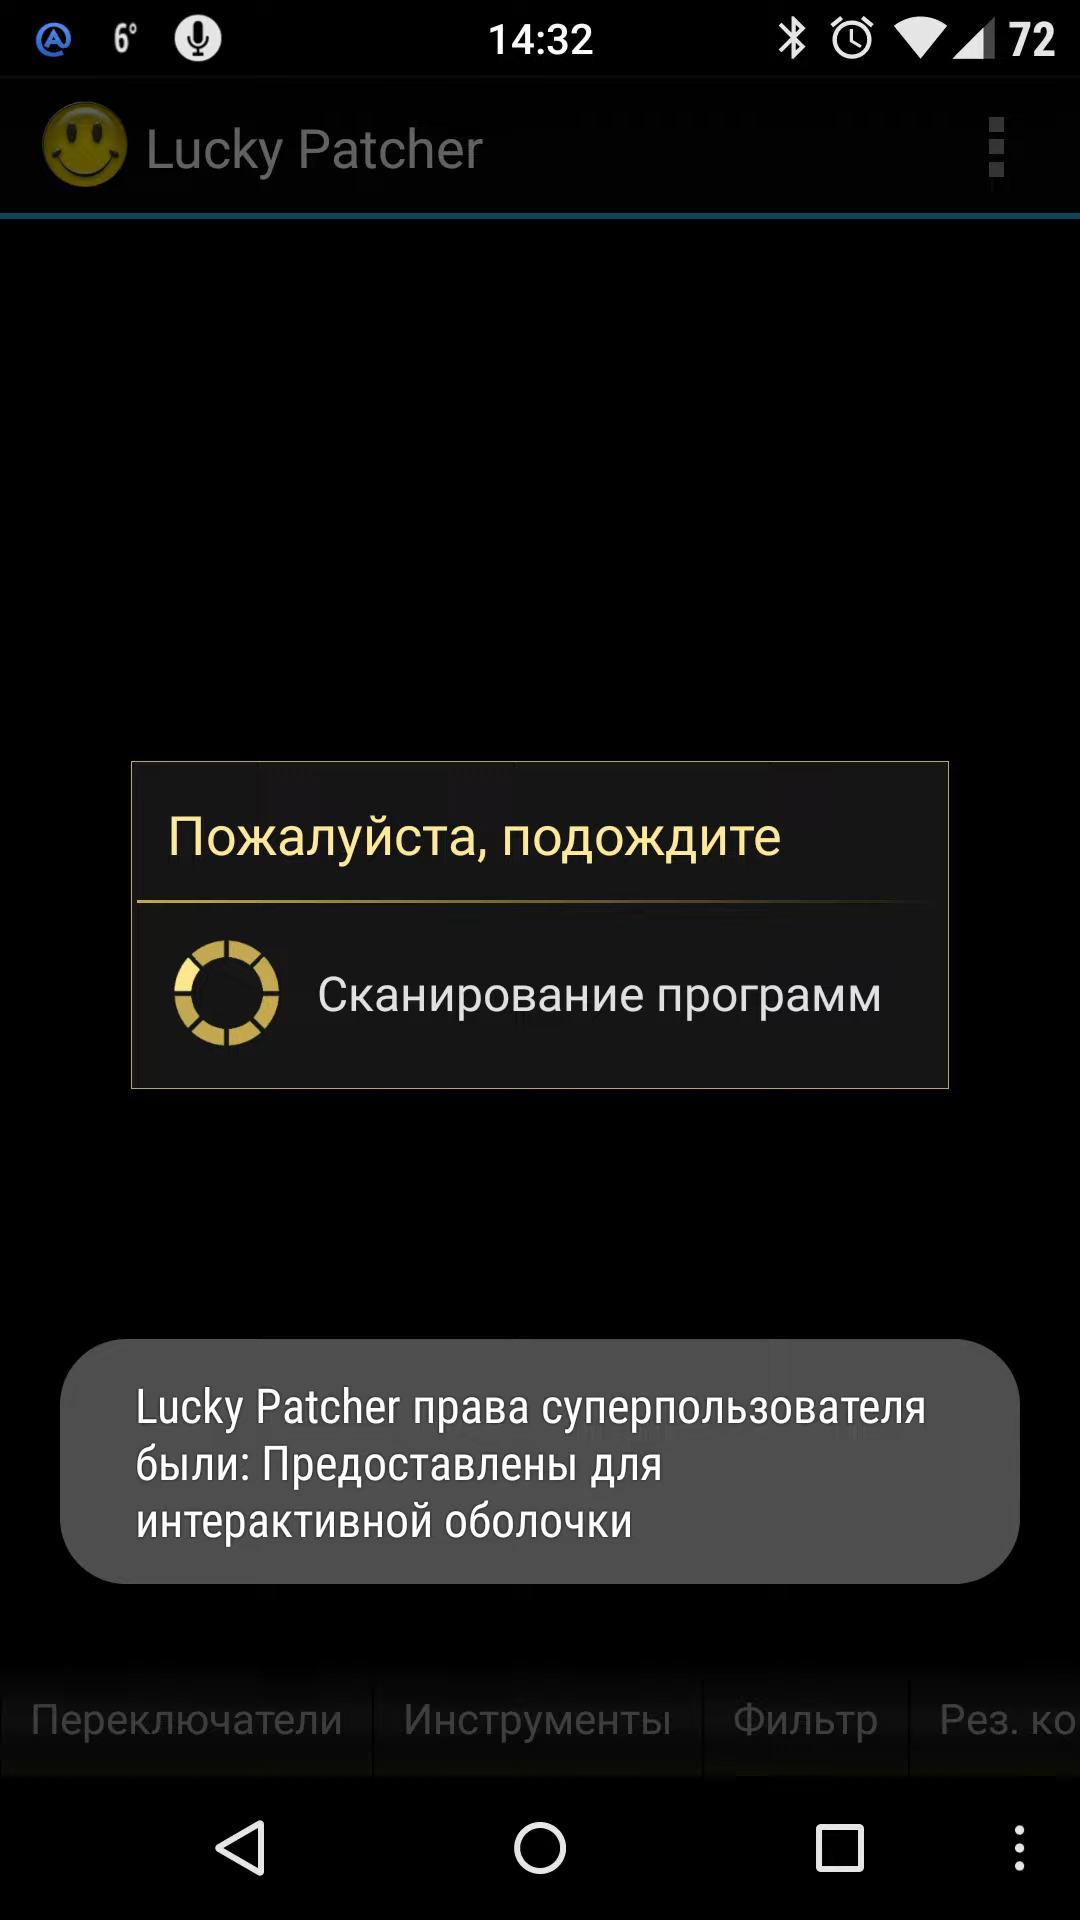 6°
14:32
72
Lucky Patcher
Пожалуйста, подождите
Сканирование программ
Lucky Patcher права суперпользователя
были: Предоставлены для
интерактивной оболочки
Переключатели
Инструменты
Фильтр
Рез. ко